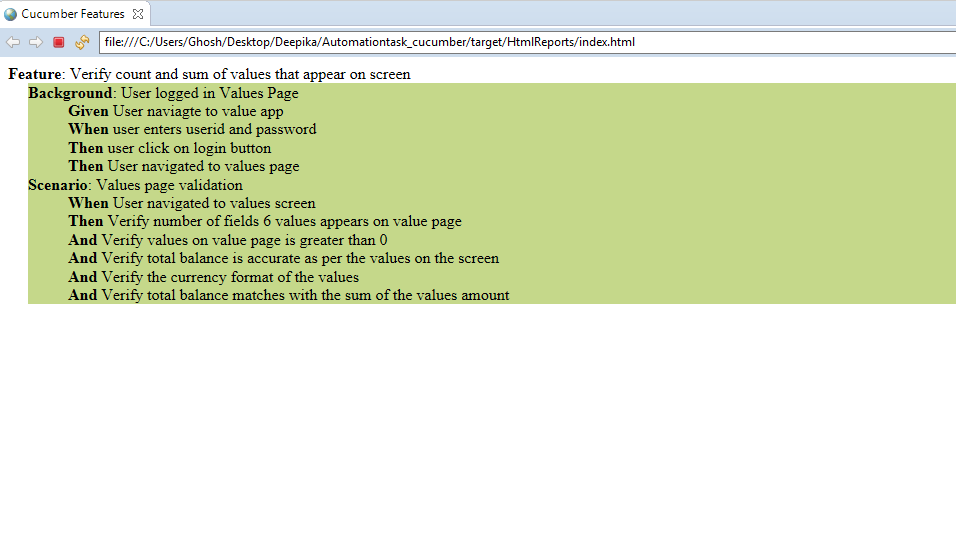 Cucumber Features
file:///C:/Users/Ghosh/Desktop/Deepika/Automationtask_cucumber/target/HtmlReports/index.html
Feature: Verify count and sum of values that appear on screen
Background: User logged in Values Page
Given User naviagte to value app
When user enters userid and password
Then user click on login button
Then User navigated to values page
Scenario: Values page validation
When User navigated to values screen
Then Verify number of fields 6 values appears on value page
And Verify values on value page is greater than 0
And Verify total balance is accurate as per the values on the screen
And Verify the currency format of the values
And Verify total balance matches with the sum of the values amount